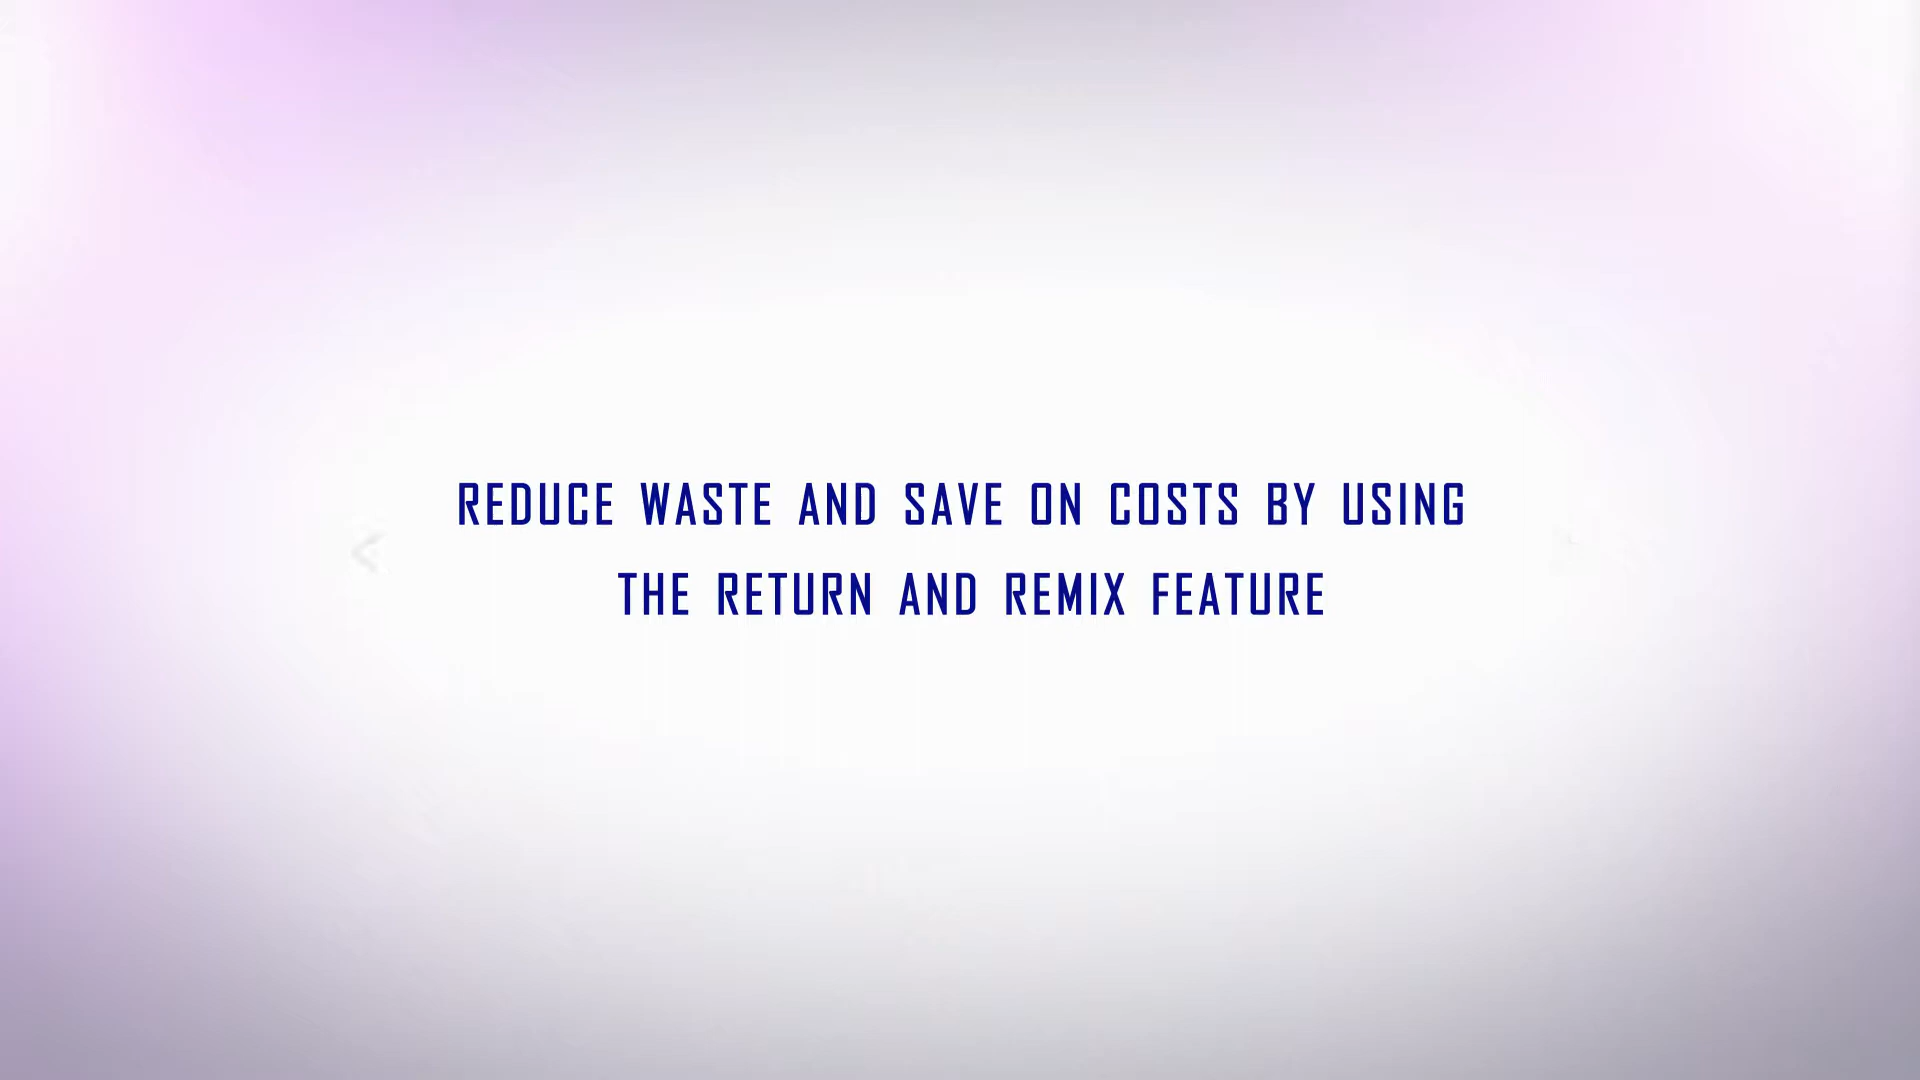 REDUCE WASTE AND SAVE ON COSTS BY USING
THE RETURN AND REMIX FEATURE